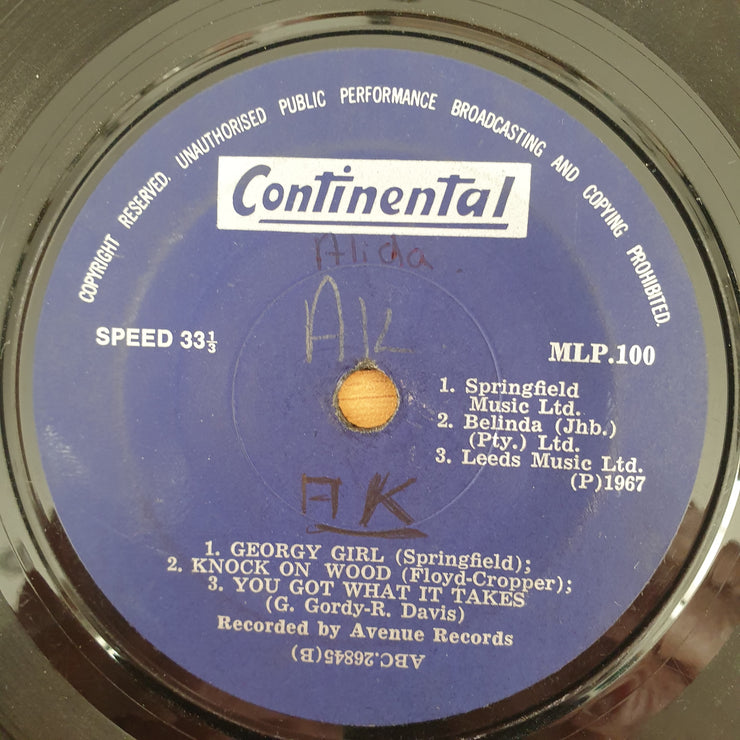 COPYRIGHT RESERVED. UNAUTHORISED PUBLIC PERFORMANCE BROADCASTING AND COPYING PROHIBITED.
Continental
Alida
AK
SPEED 33⅓
MLP.100
1. Springfield
Music Ltd.
2. Belinda (Jhb.)
(Pty.) Ltd.
3. Leeds Music Ltd.
(P)1967
AK
1. GEORGY GIRL (Springfield);
2. KNOCK ON WOOD (Floyd-Cropper);
3. YOU GOT WHAT IT TAKES
(G. Gordy-R. Davis)
Recorded by Avenue Records
ABC.26845(B)